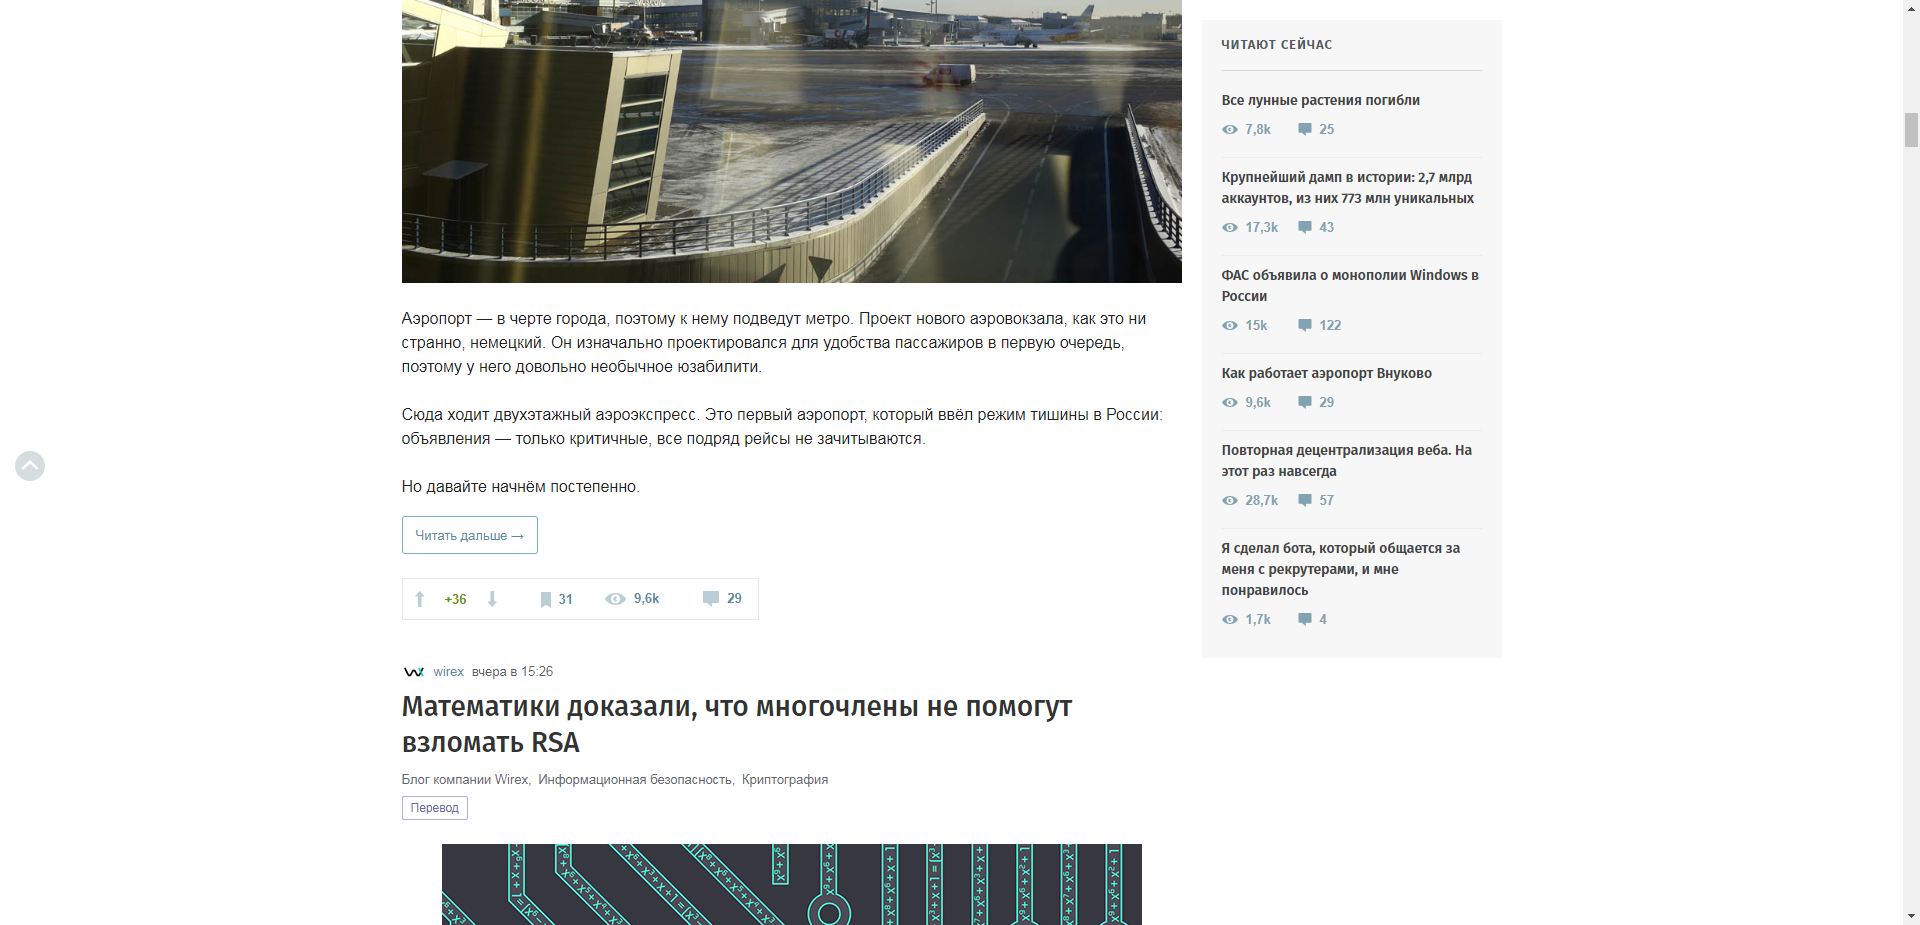 Аэропорт — в черте города, поэтому к нему подведут метро. Проект нового аэровокзала, как это ни
странно, немецкий. Он изначально проектировался для удобства пассажиров в первую очередь,
поэтому у него довольно необычное юзабилити.
Сюда ходит двухэтажный аэроэкспресс. Это первый аэропорт, который ввёл режим тишины в России:
объявления — только критичные, все подряд рейсы не зачитываются.
Но давайте начнём постепенно.
Читать дальше →
+36 31 9,6k 29
wirex вчера в 15:26
Математики доказали, что многочлены не помогут
взломать RSA
Блог компании Wirex, Информационная безопасность, Криптография
Перевод
ЧИТАЮТ СЕЙЧАС
Все лунные растения погибли
7,8k 25
Крупнейший дамп в истории: 2,7 млрд
аккаунтов, из них 773 млн уникальных
17,3k 43
ФАС объявила о монополии Windows в
России
15k 122
Как работает аэропорт Внуково
9,6k 29
Повторная децентрализация веба. На
этот раз навсегда
28,7k 57
Я сделал бота, который общается за
меня с рекрутерами, и мне
понравилось
1,7k 4